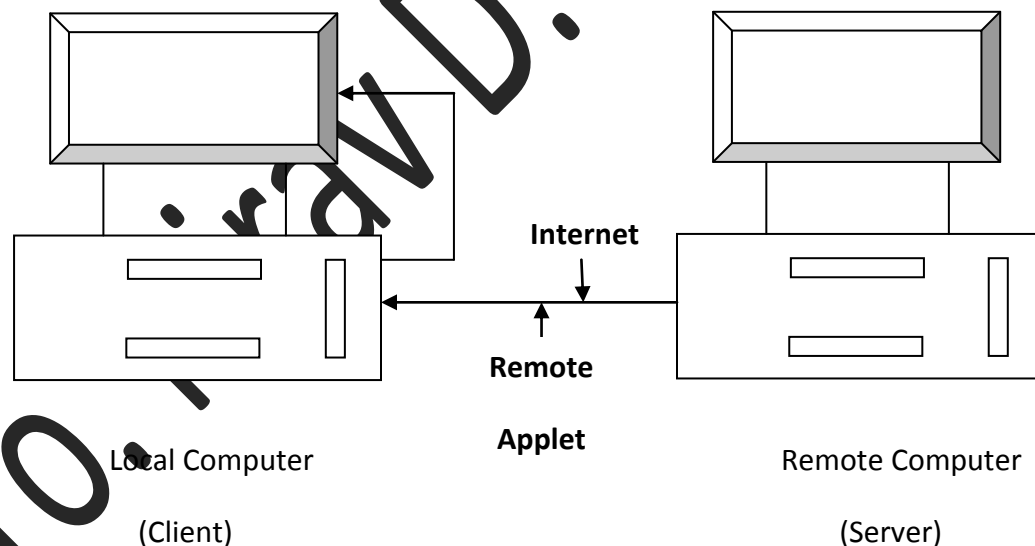 Internet
Remote
Applet
Local Computer
Remote Computer
(Client)
(Server)